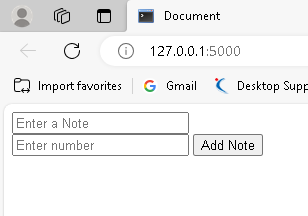 Document
127.0.0.1:5000
Import favorites Gmail Desktop Supp
Enter a Note
Enter number Add Note